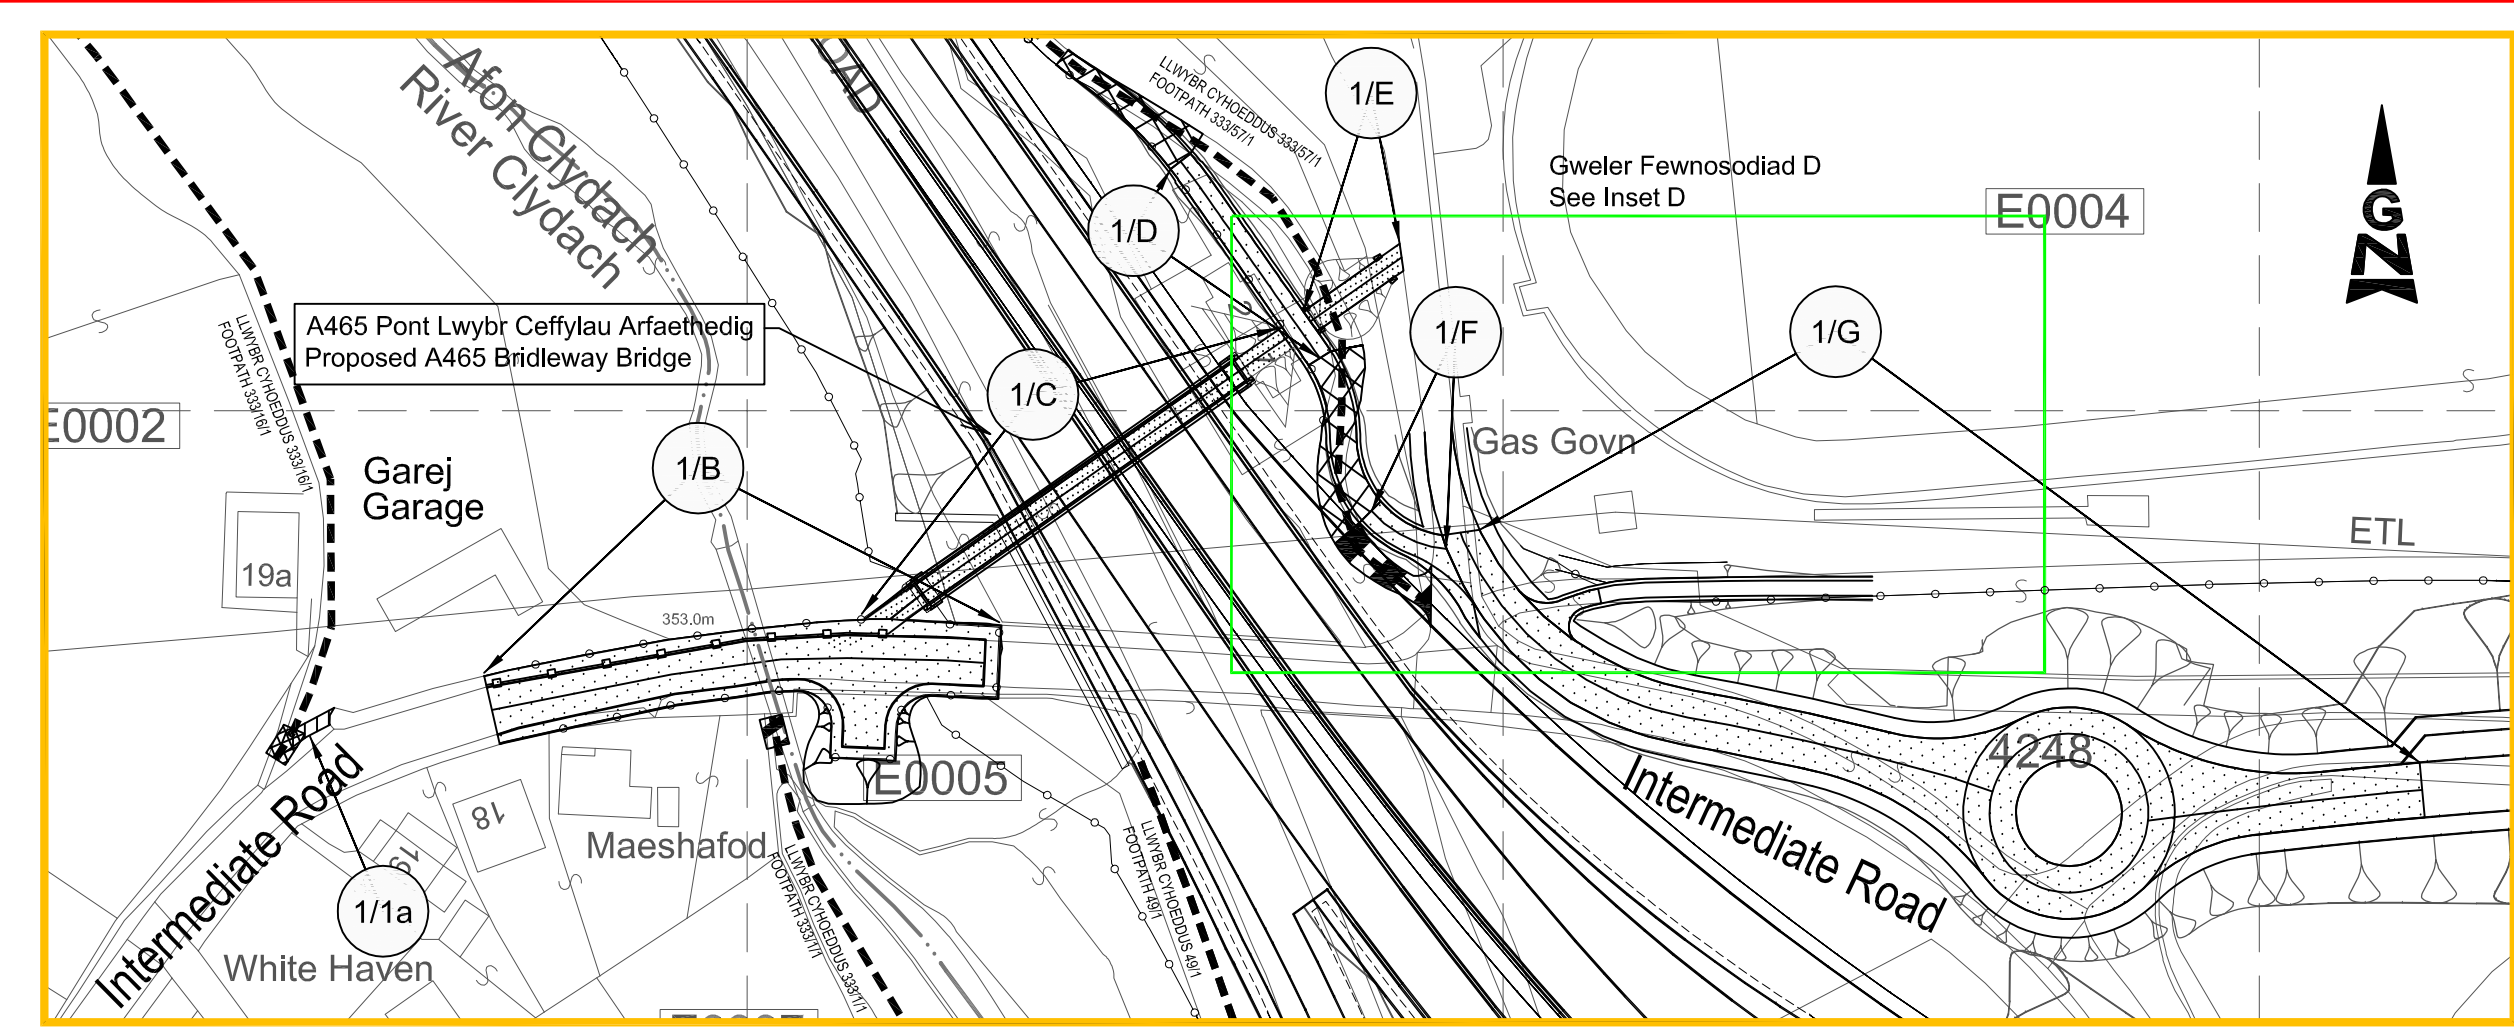 Afon Clydach
River Clydach
OAD
LLWYBR CYHOEDDUS 333/57/1
FOOTPATH 333/57/1
1/E
Gweler Fewnosodiad D
See Inset D
E0004
G
N
1/D
A465 Pont Lwybr Ceffylau Arfaethedig
Proposed A465 Bridleway Bridge
1/F
1/G
LLWYBR CYHOEDDUS 333/16/1
FOOTPATH 333/16/1
1/C
E0002
Garej
Garage
1/B
Gas Govn
ETL
19a
353.0m
4248
E0005
Intermediate Road
Intermediate Road
18
19
Maeshafod
LLWYBR CYHOEDDUS 333/1/1
FOOTPATH 333/1/1
LLWYBR CYHOEDDUS 49/1
FOOTPATH 49/1
1/1a
White Haven